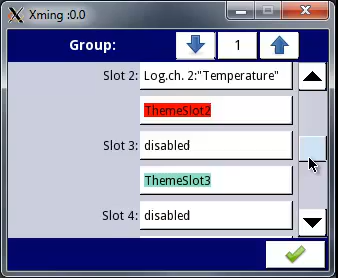 Xming :0.0
Group:
1
Slot 2: Log.ch. 2:"Temperature"
ThemeSlot2
Slot 3: disabled
ThemeSlot3
Slot 4: disabled